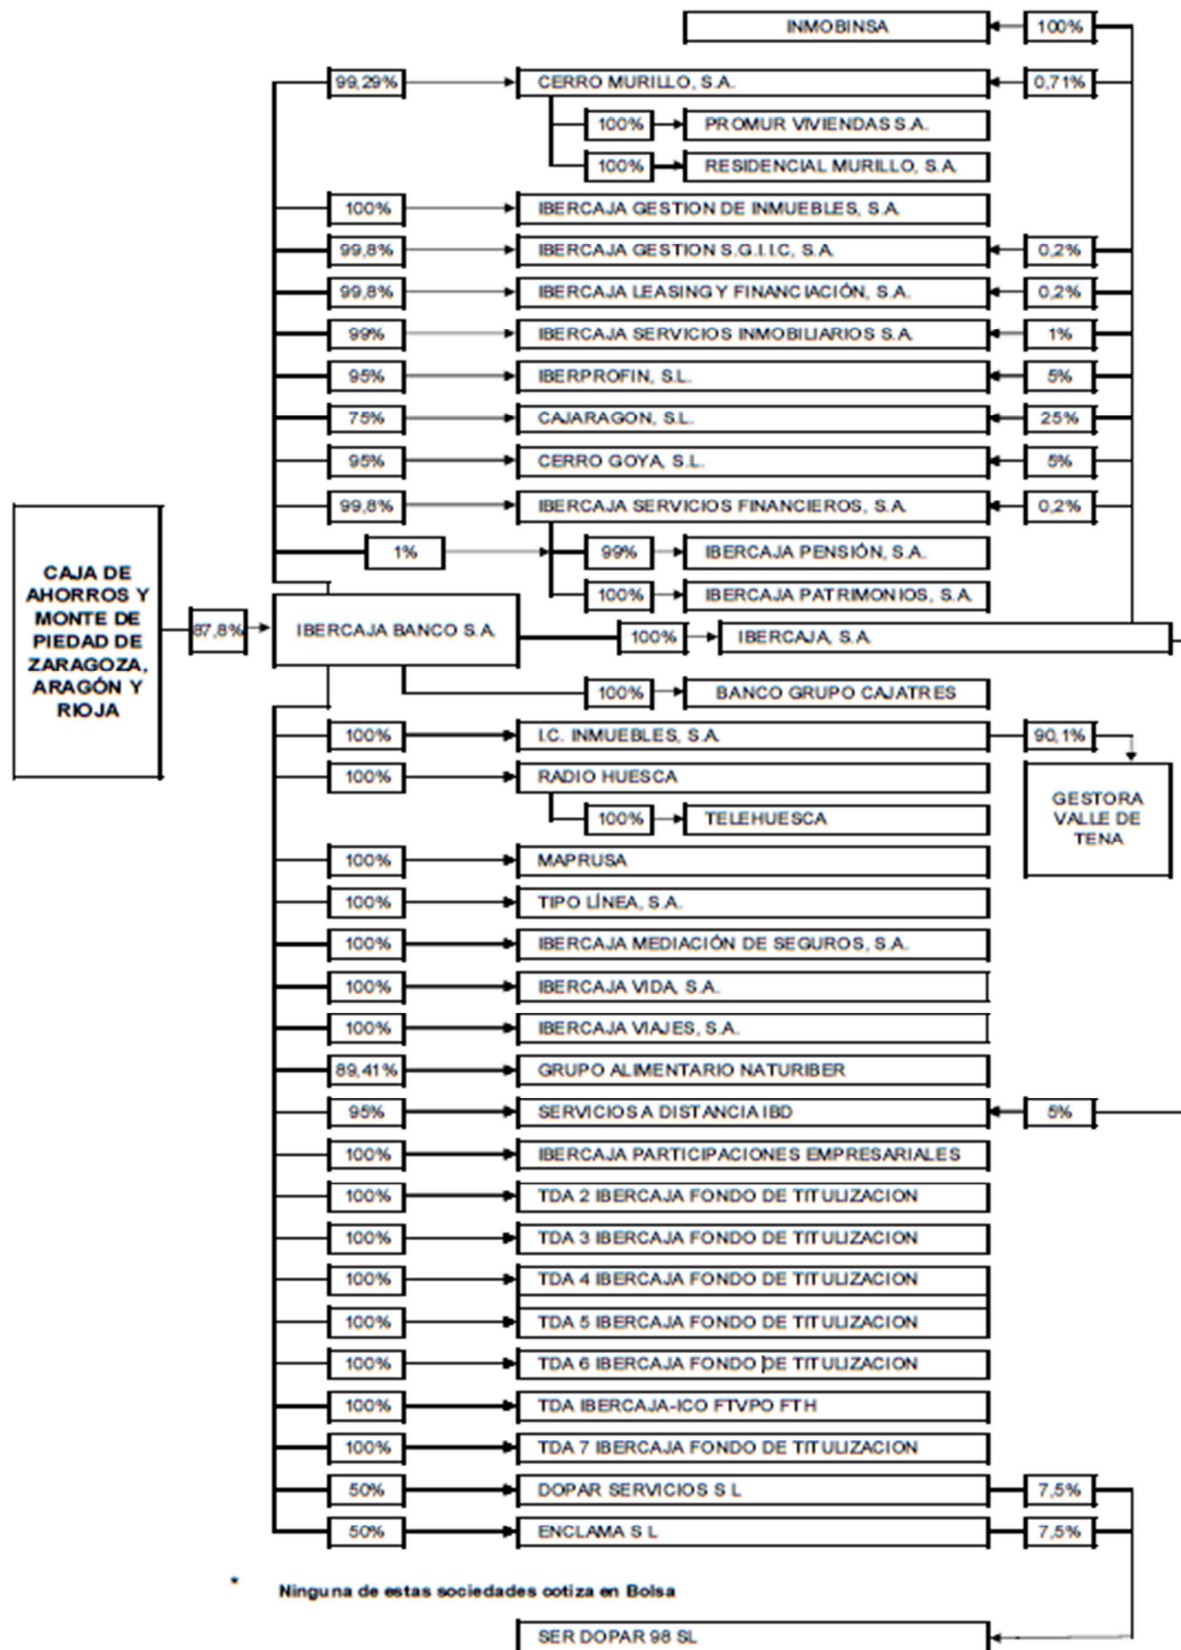 INMOBINSA 100%
99,29% CERRO MURILLO, S.A. 0,71%
100% PROMUR VIVIENDAS S.A.
100% RESIDENCIAL MURILLO, S.A.
100% IBERCAJA GESTION DE INMUEBLES, S.A.
99,8% IBERCAJA GESTION S.G.I.I.C, S.A. 0,2%
99,8% IBERCAJA LEASING Y FINANCIACIÓN, S.A. 0,2%
99% IBERCAJA SERVICIOS INMOBILIARIOS S.A. 1%
95% IBERPROFIN, S.L. 5%
75% CAJARAGON, S.L. 25%
95% CERRO GOYA, S.L. 5%
99,8% IBERCAJA SERVICIOS FINANCIEROS, S.A. 0,2%
1% 99% IBERCAJA PENSIÓN, S.A.
100% IBERCAJA PATRIMONIOS, S.A.
CAJA DE
AHORROS Y
MONTE DE
PIEDAD DE
ZARAGOZA,
ARAGÓN Y
RIOJA
87,8% IBERCAJA BANCO S.A. 100% IBERCAJA, S.A.
100% BANCO GRUPO CAJATRES
100% I.C. INMUEBLES, S.A. 90,1%
100% RADIO HUESCA
GESTORA
VALLE DE
TENA
100% TELEHUESCA
100% MAPRUSA
100% TIPO LÍNEA, S.A.
100% IBERCAJA MEDIACIÓN DE SEGUROS, S.A.
100% IBERCAJA VIDA, S.A.
100% IBERCAJA VIAJES, S.A.
89,41% GRUPO ALIMENTARIO NATURIBER
95% SERVICIOS A DISTANCIA IBD 5%
100% IBERCAJA PARTICIPACIONES EMPRESARIALES
100% TDA 2 IBERCAJA FONDO DE TITULIZACION
100% TDA 3 IBERCAJA FONDO DE TITULIZACION
100% TDA 4 IBERCAJA FONDO DE TITULIZACION
100% TDA 5 IBERCAJA FONDO DE TITULIZACION
100% TDA 6 IBERCAJA FONDO DE TITULIZACION
100% TDA IBERCAJA-ICO FTVPO FTH
100% TDA 7 IBERCAJA FONDO DE TITULIZACION
50% DOPAR SERVICIOS S L 7,5%
50% ENCLAMA S L 7,5%
* Ninguna de estas sociedades cotiza en Bolsa
SER DOPAR 98 SL